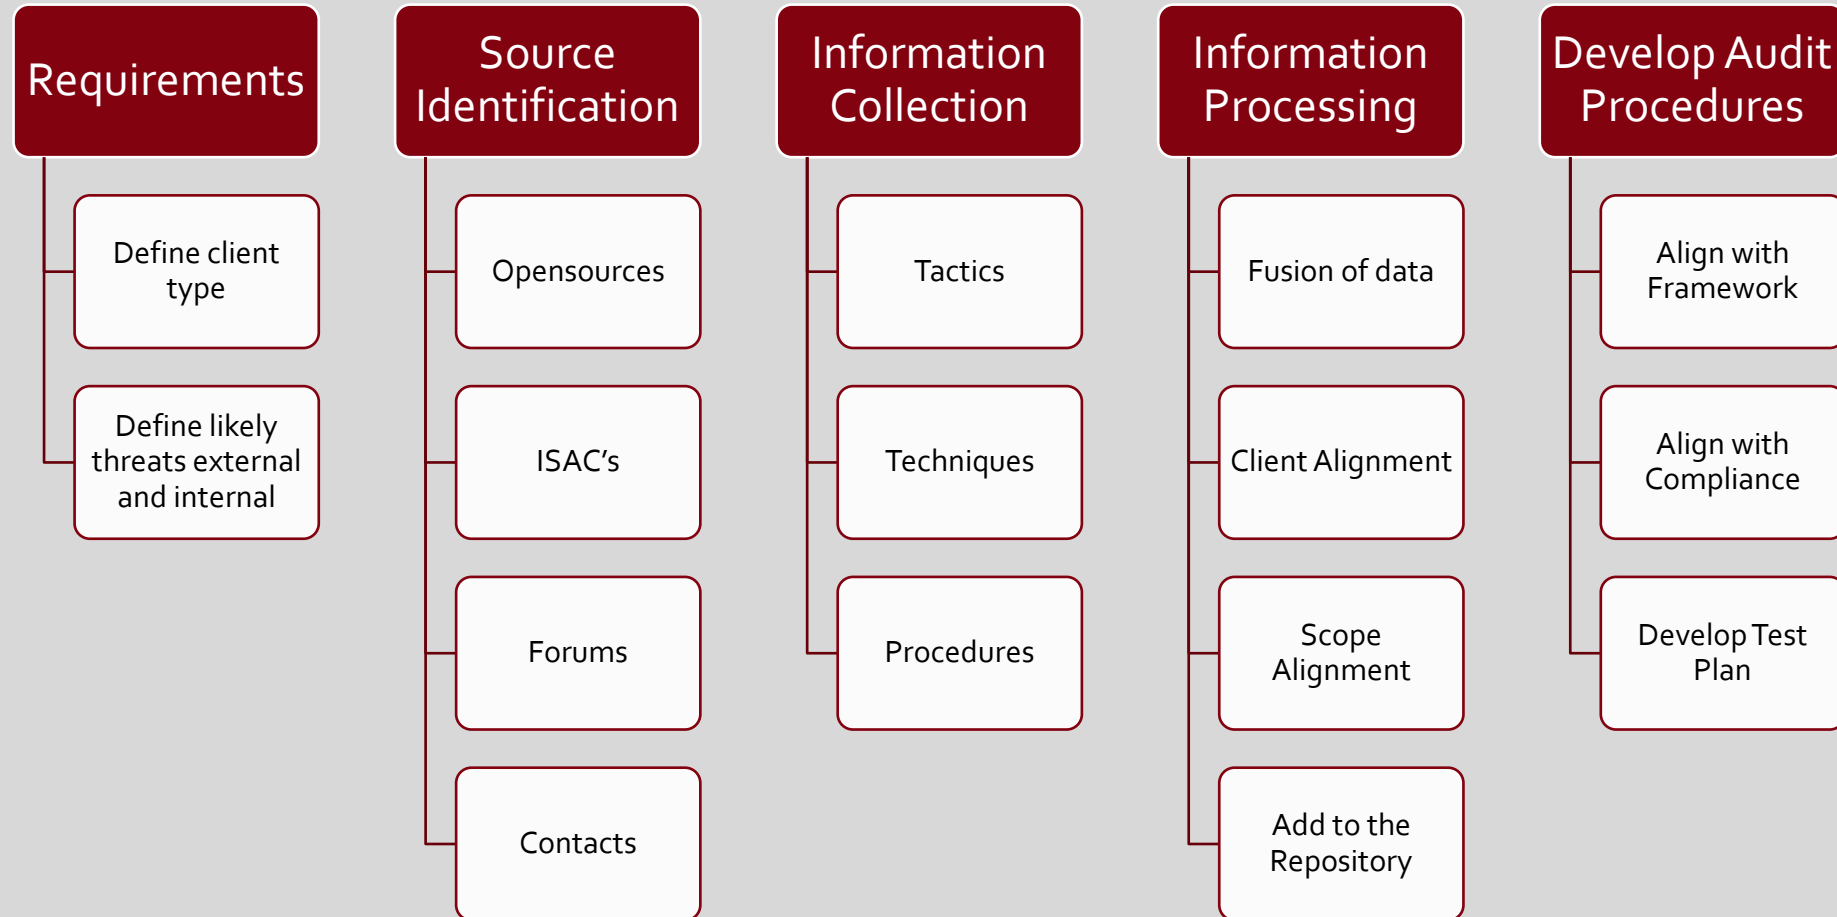 Requirements
Define client
type
Define likely
threats external
and internal
Source
Identification
Opensources
ISAC’s
Forums
Contacts
Information
Collection
Tactics
Techniques
Procedures
Information
Processing
Fusion of data
Client Alignment
Scope
Alignment
Add to the
Repository
Develop Audit
Procedures
Align with
Framework
Align with
Compliance
Develop Test
Plan